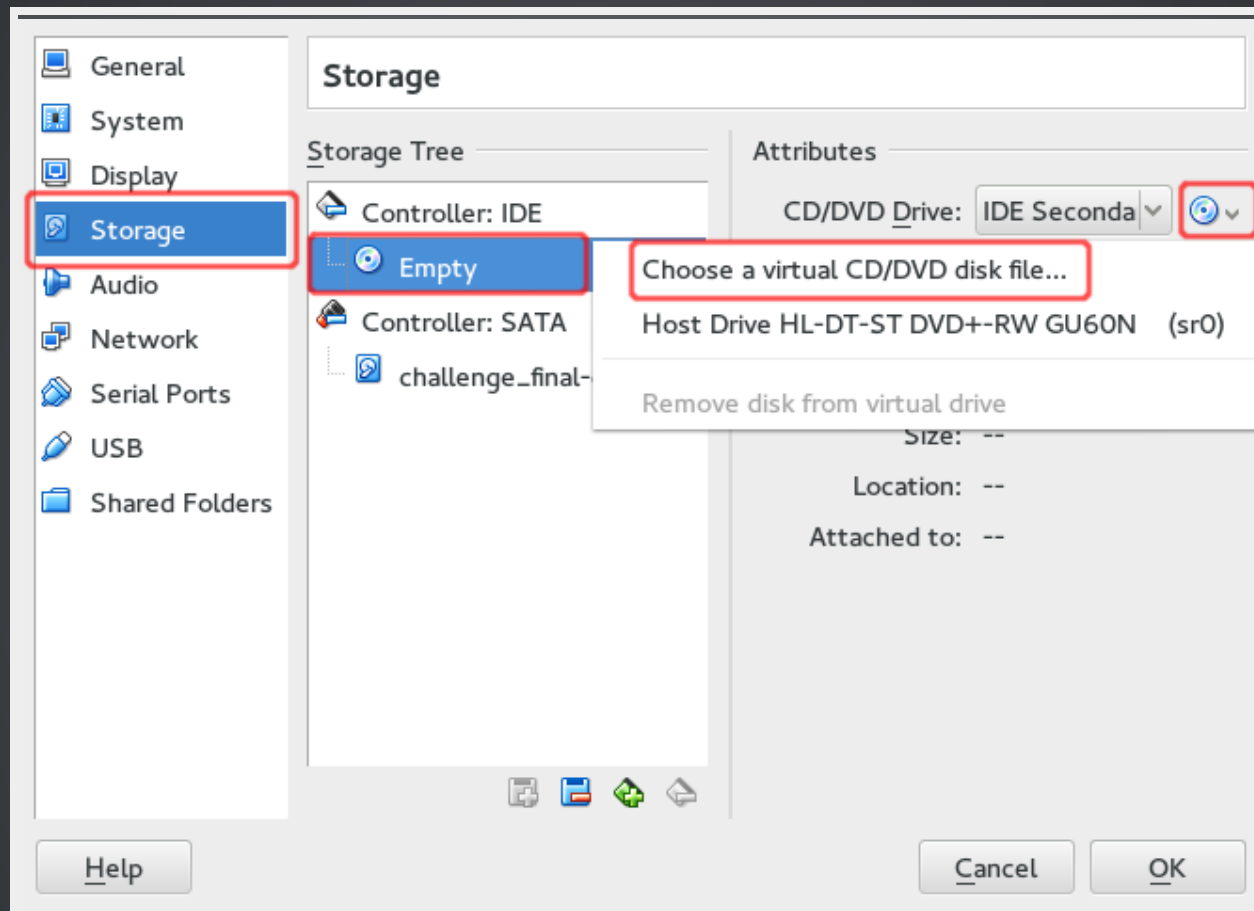 General
System
Display
Storage
Audio
Network
Serial Ports
USB
Shared Folders
Storage
Storage Tree
Controller: IDE
Empty
Controller: SATA
challenge_final-
Attributes
CD/DVD Drive: IDE Seconda
Choose a virtual CD/DVD disk file...
Host Drive HL-DT-ST DVD+-RW GU60N (sr0)
Remove disk from virtual drive
Size: --
Location: --
Attached to: --
Help
Cancel
OK